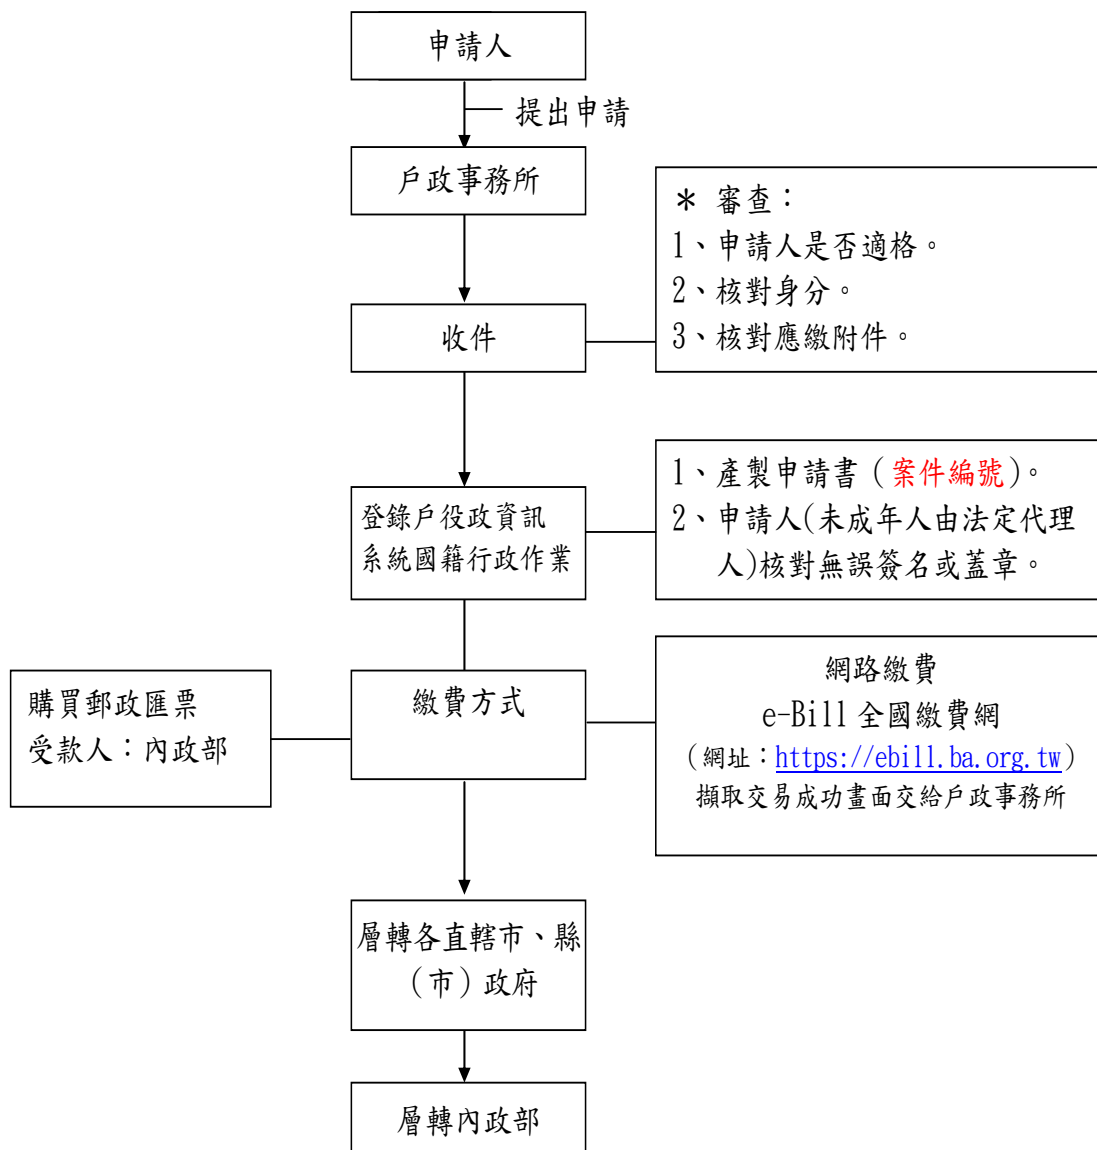 申請人
提出申請
戶政事務所
＊ 審查：
1、申請人是否適格。
2、核對身分。
3、核對應繳附件。
收件
1、產製申請書（案件編號）。
2、申請人(未成年人由法定代理
人)核對無誤簽名或蓋章。
登錄戶役政資訊
系統國籍行政作業
購買郵政匯票
受款人：內政部
繳費方式
網路繳費
e-Bill 全國繳費網
（網址：https://ebill.ba.org.tw）
擷取交易成功畫面交給戶政事務所
層轉各直轄市、縣
（市）政府
層轉內政部